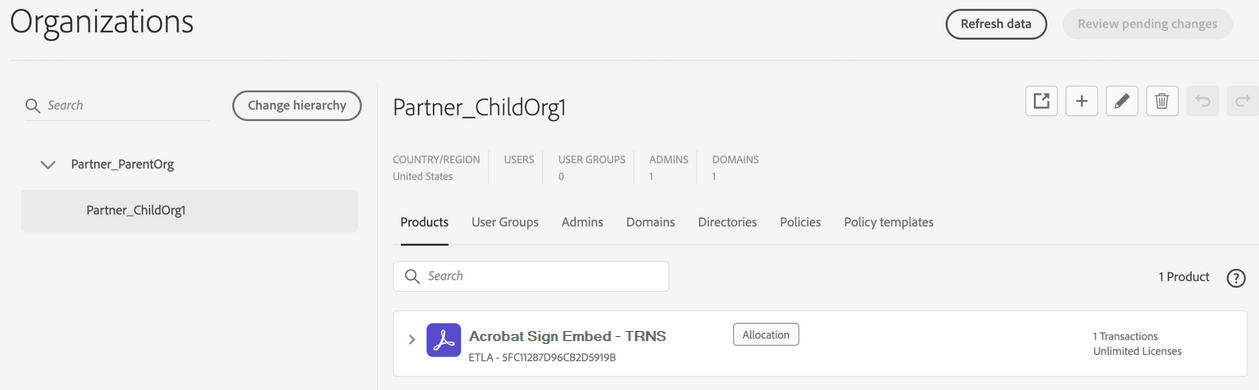 Organizations
Refresh data
Review pending changes
Search
Change hierarchy
Partner_ParentOrg
Partner_ChildOrg1
Partner_ChildOrg1
COUNTRY/REGION USERS USER GROUPS ADMINS DOMAINS
United States 0 1 1
Products User Groups Admins Domains Directories Policies Policy templates
Search
1 Product ?
Acrobat Sign Embed - TRNS
ETLA - 5FC11287D96CB2D5919B
Allocation
1 Transactions
Unlimited Licenses